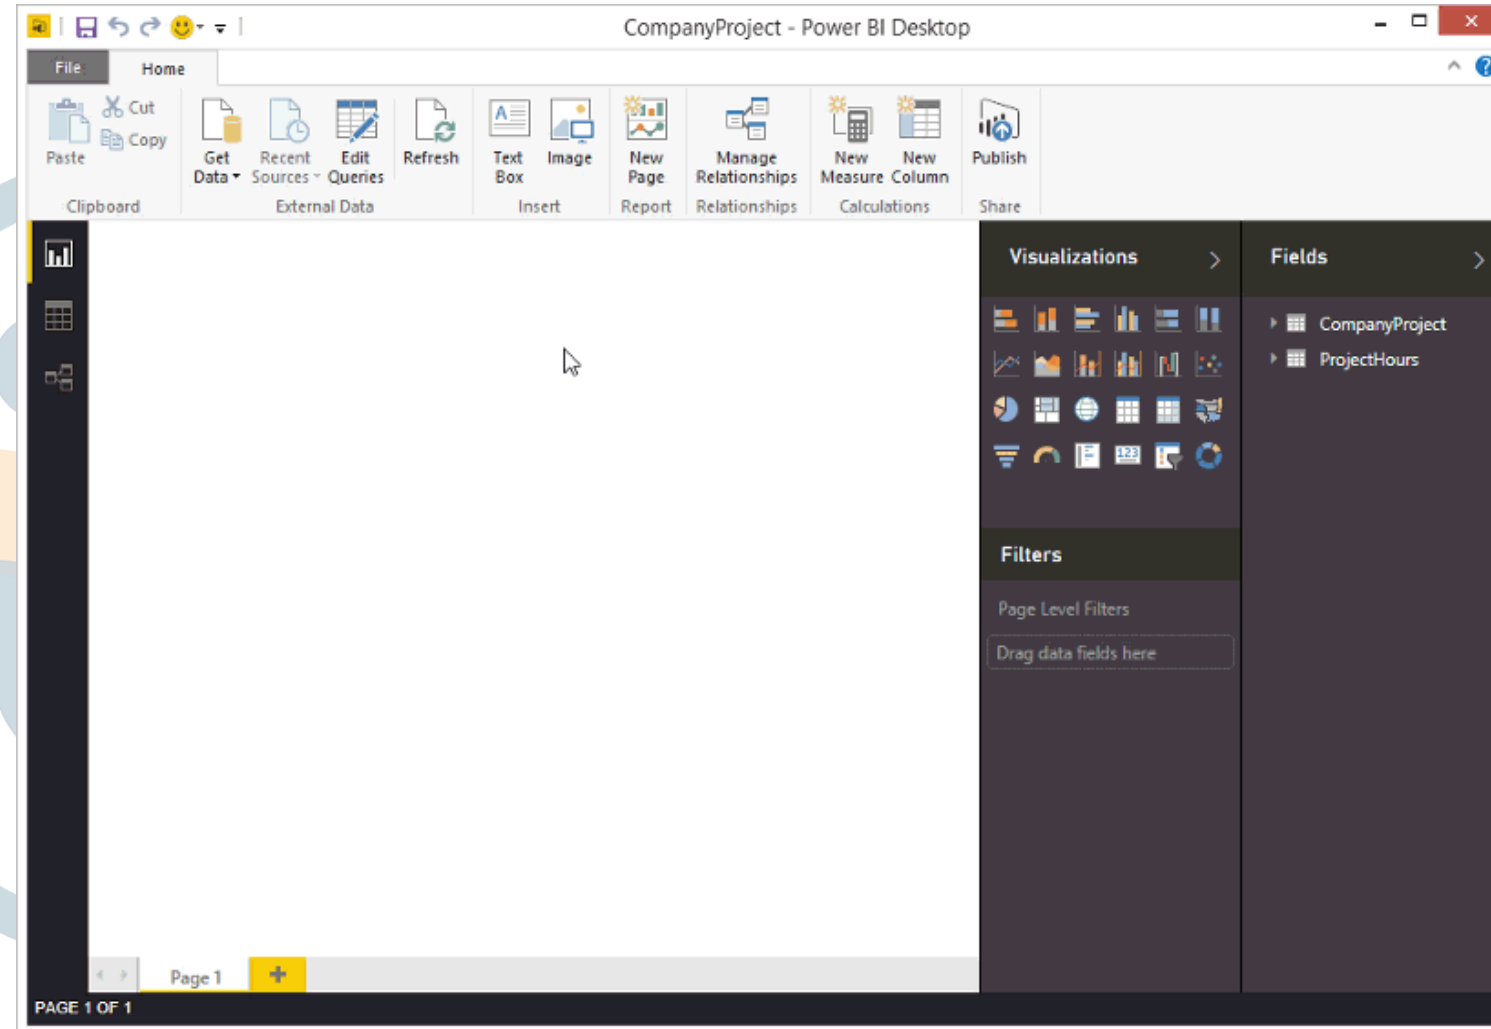 CompanyProject - Power BI Desktop
File Home
Paste
Cut
Copy
Clipboard
Get Data
Recent Sources
Edit Queries
Refresh
External Data
Text Box
Image
Insert
New Page
Report
Manage Relationships
Relationships
New Measure
New Column
Calculations
Publish
Share
Visualizations
123
Filters
Page Level Filters
Drag data fields here
Fields
CompanyProject
ProjectHours
Page 1
PAGE 1 OF 1